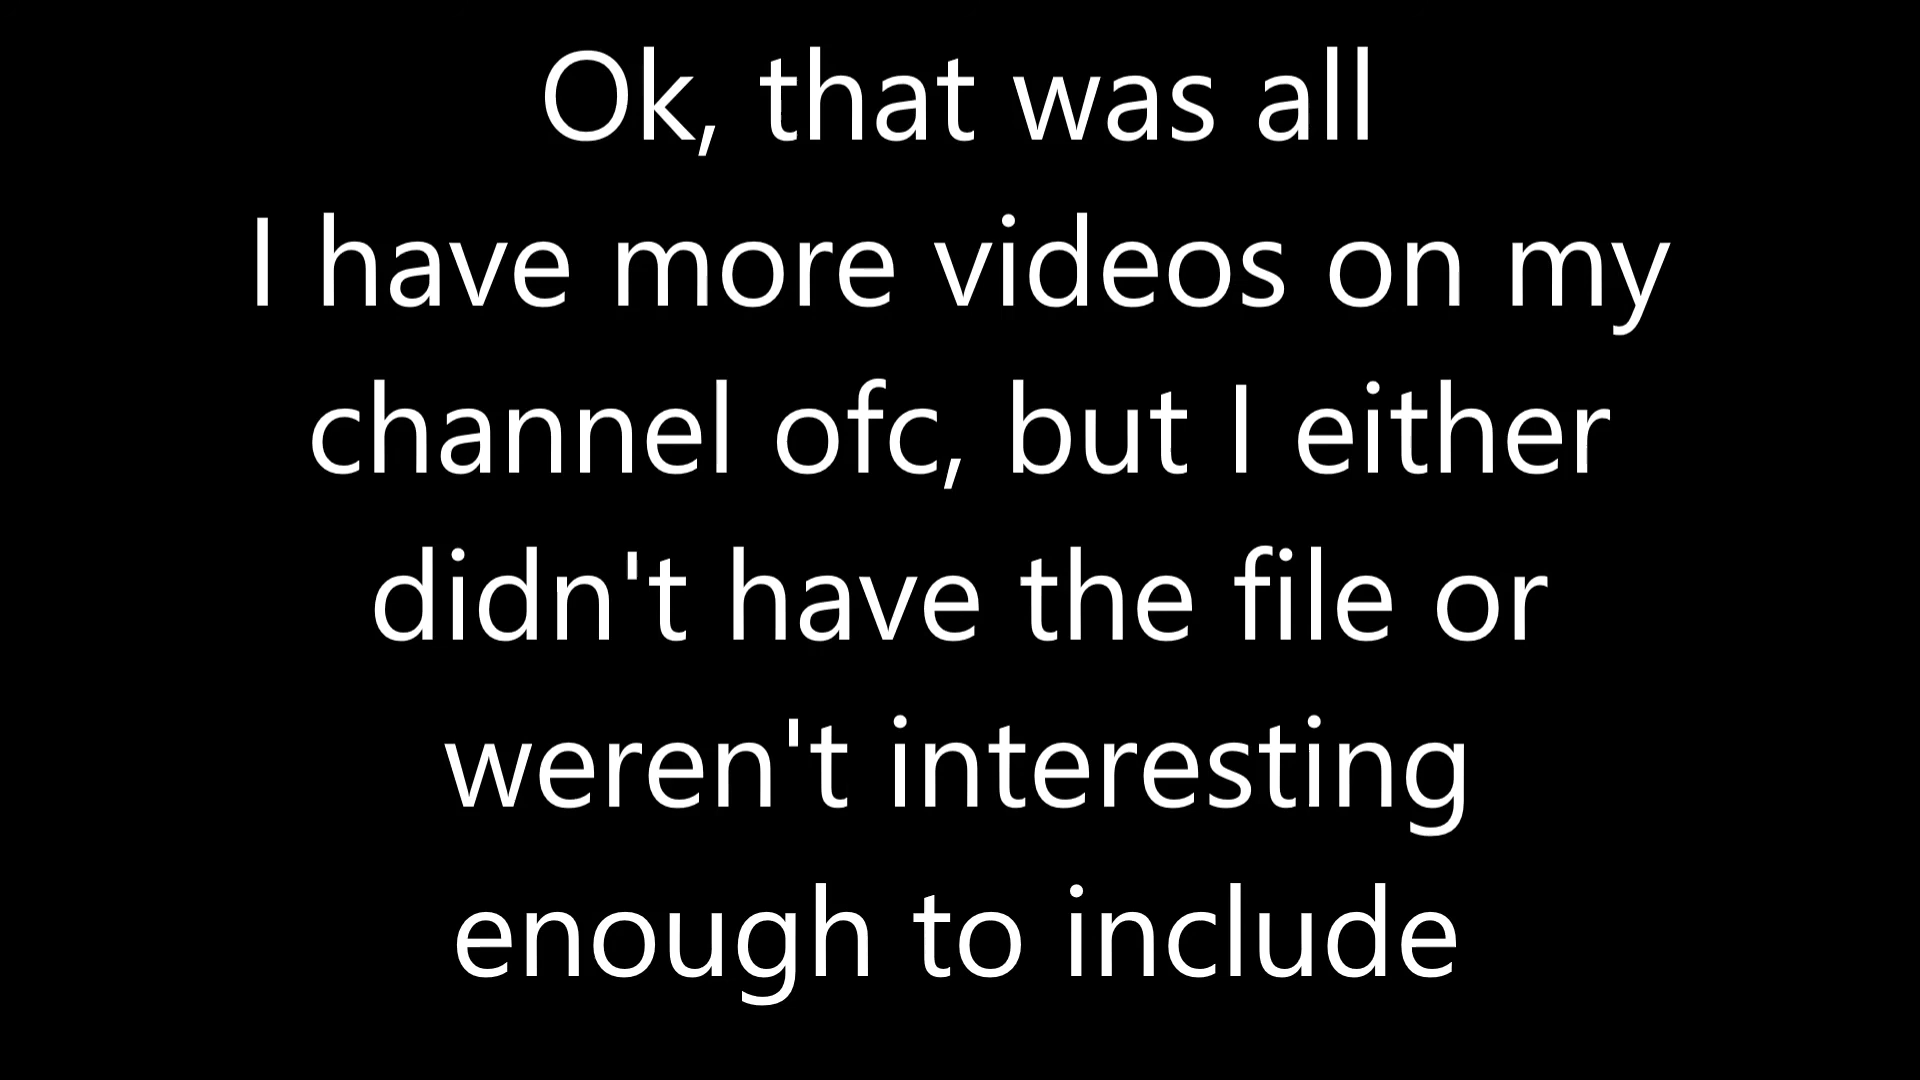 Ok, that was all
I have more videos on my
channel ofc, but I either
didn't have the file or
weren't interesting
enough to include